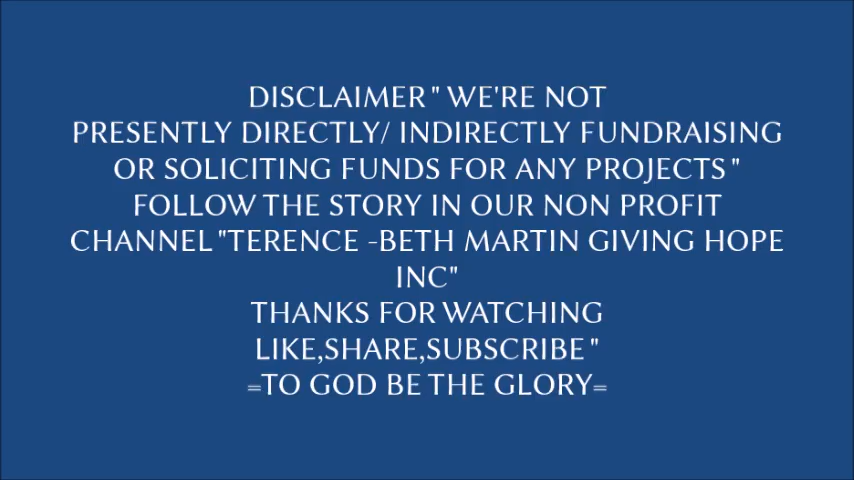 DISCLAIMER " WE'RE NOT
PRESENTLY DIRECTLY/ INDIRECTLY FUNDRAISING
OR SOLICITING FUNDS FOR ANY PROJECTS "
FOLLOW THE STORY IN OUR NON PROFIT
CHANNEL "TERENCE -BETH MARTIN GIVING HOPE
INC"
THANKS FOR WATCHING
LIKE,SHARE,SUBSCRIBE "
=TO GOD BE THE GLORY=